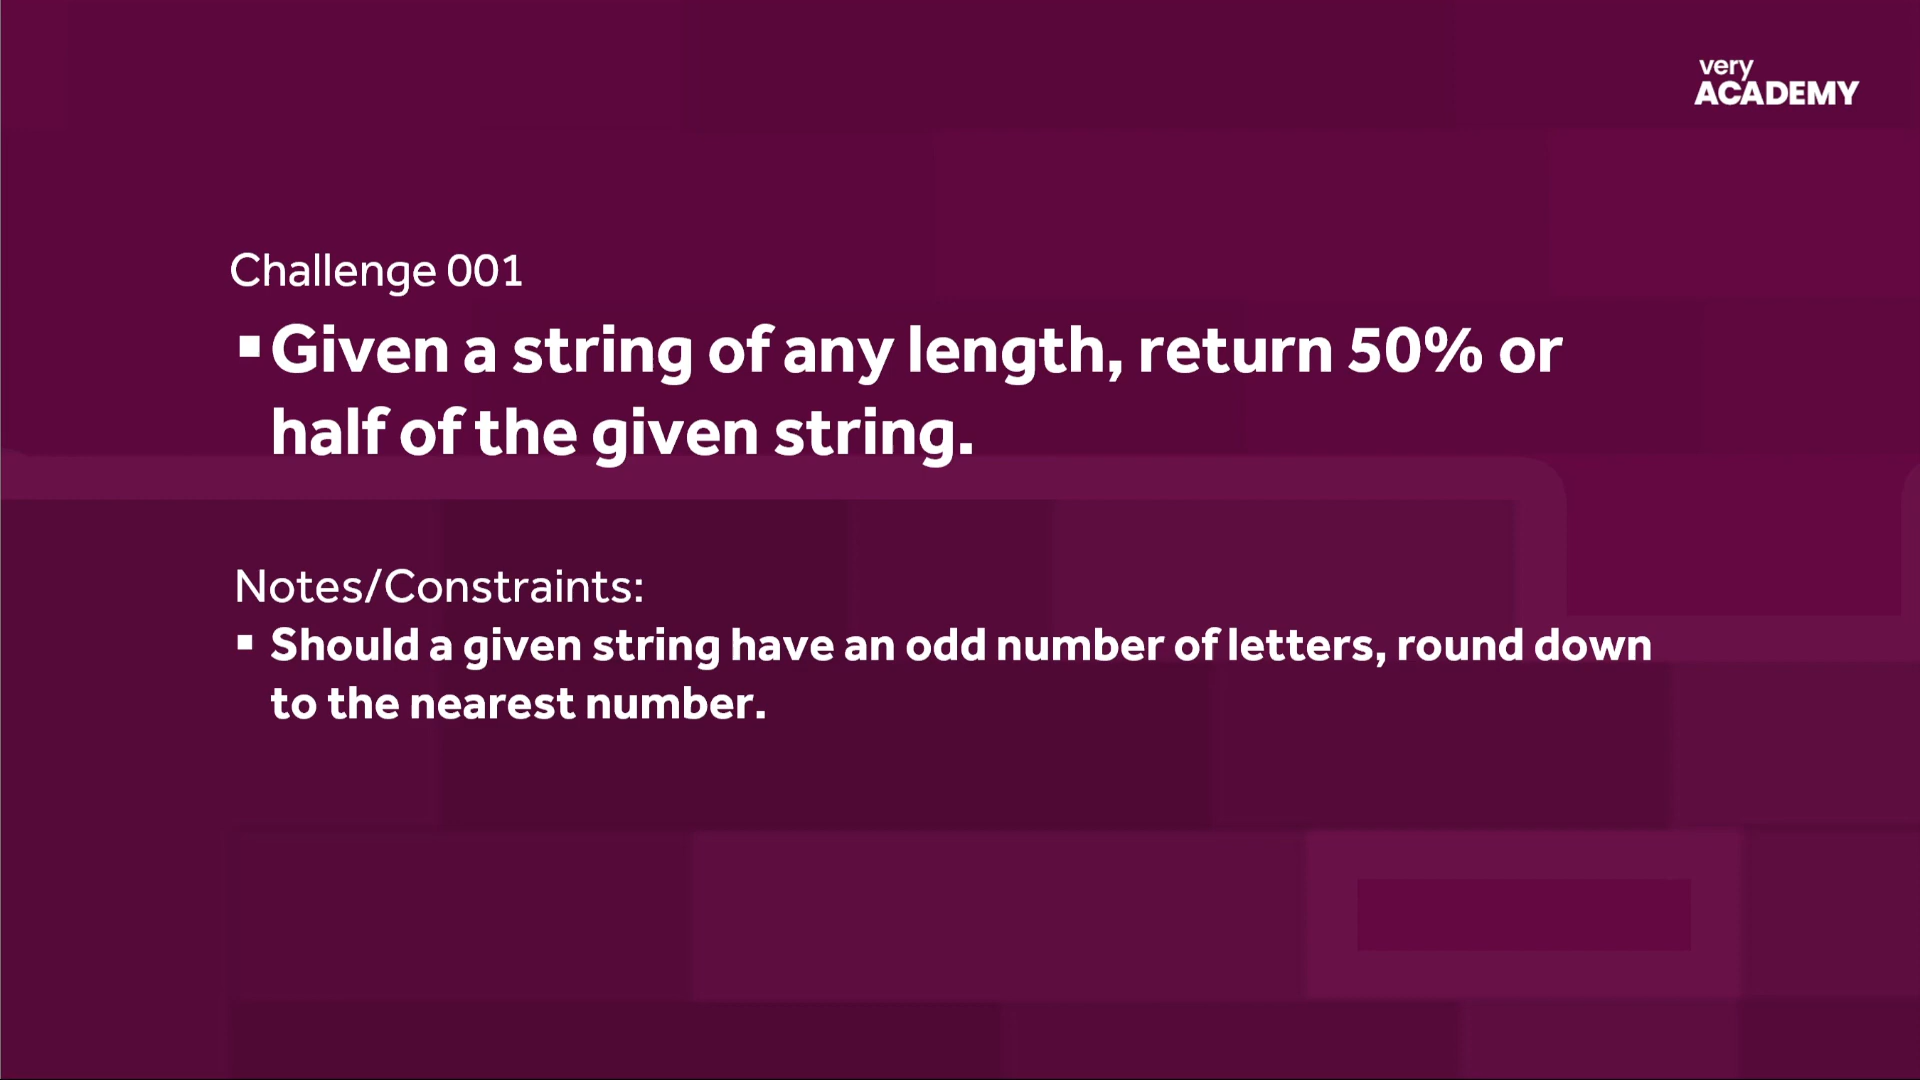 very
ACADEMY
Challenge 001
▪ Given a string of any length, return 50% or
half of the given string.
Notes/Constraints:
▪ Should a given string have an odd number of letters, round down
to the nearest number.